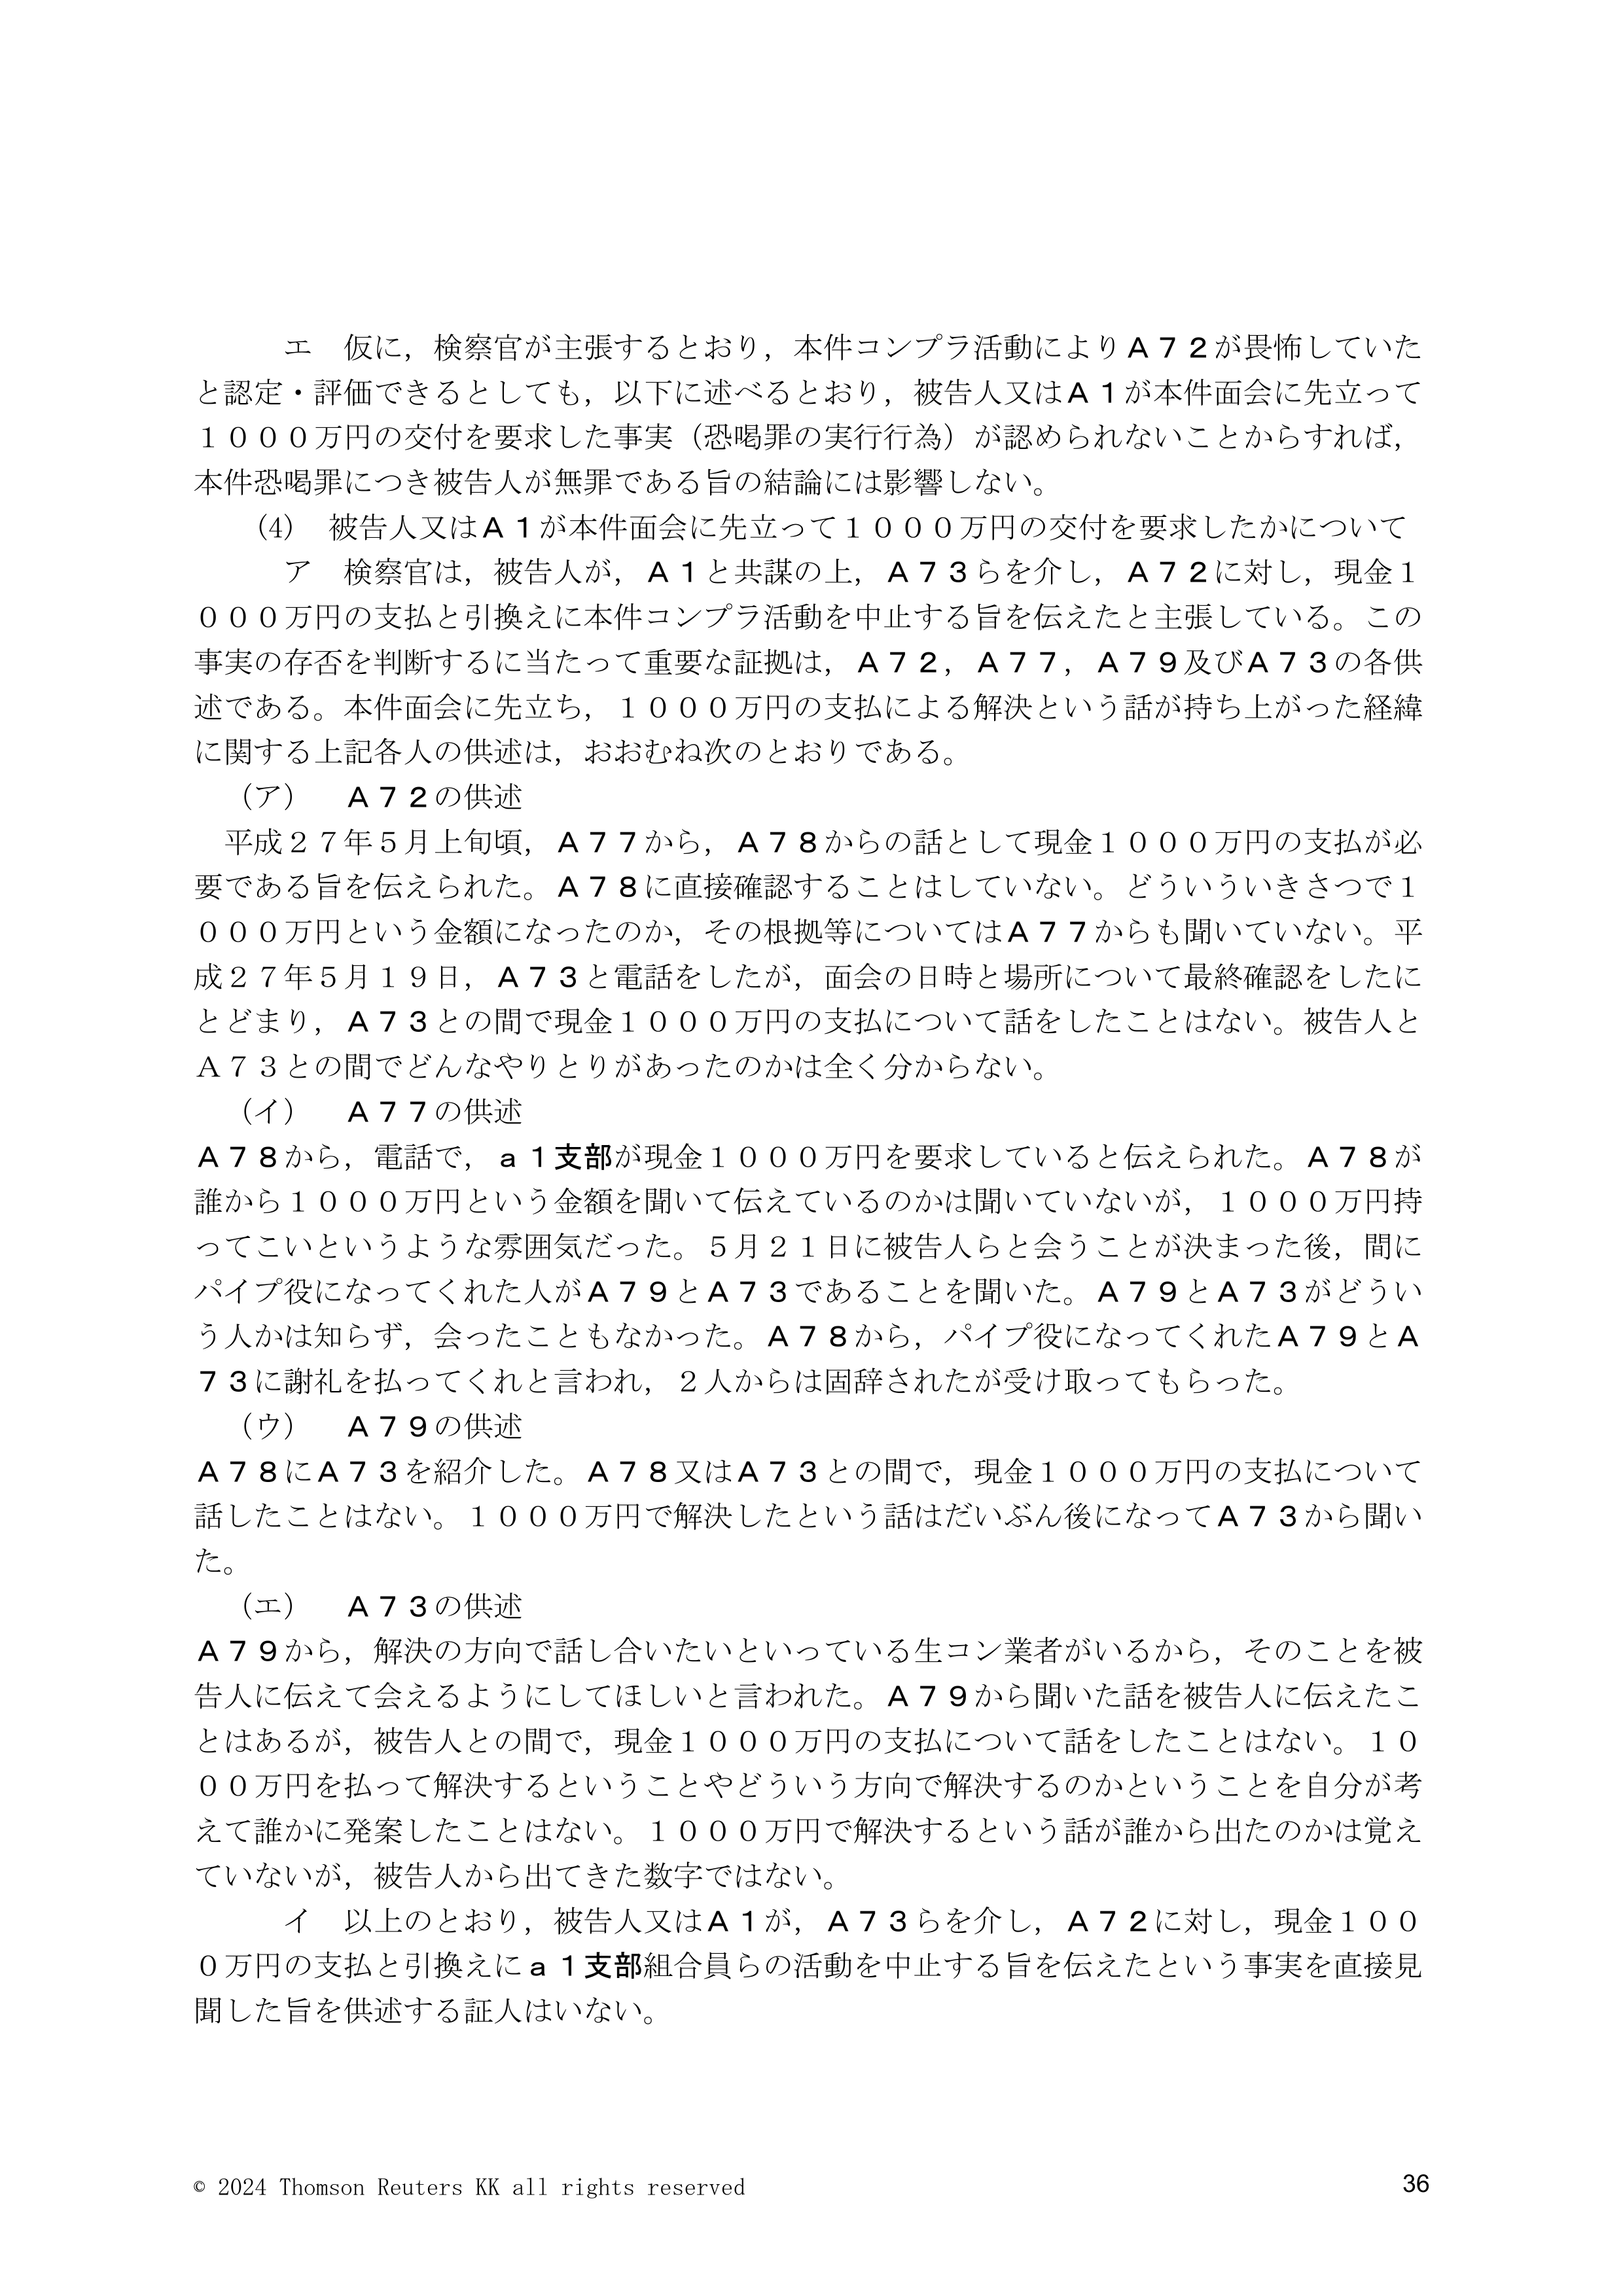 エ　仮に，検察官が主張するとおり，本件コンプラ活動によりＡ７２が畏怖していた
と認定・評価できるとしても，以下に述べるとおり，被告人又はＡ１が本件面会に先立って
１０００万円の交付を要求した事実（恐喝罪の実行行為）が認められないことからすれば，
本件恐喝罪につき被告人が無罪である旨の結論には影響しない。
(4)　被告人又はＡ１が本件面会に先立って１０００万円の交付を要求したかについて
ア　検察官は，被告人が，Ａ１と共謀の上，Ａ７３らを介し，Ａ７２に対し，現金１
０００万円の支払と引換えに本件コンプラ活動を中止する旨を伝えたと主張している。この
事実の存否を判断するに当たって重要な証拠は，Ａ７２，Ａ７７，Ａ７９及びＡ７３の各供
述である。本件面会に先立ち，１０００万円の支払による解決という話が持ち上がった経緯
に関する上記各人の供述は，おおむね次のとおりである。
（ア）　Ａ７２の供述
平成２７年５月上旬頃，Ａ７７から，Ａ７８からの話として現金１０００万円の支払が必
要である旨を伝えられた。Ａ７８に直接確認することはしていない。どういういきさつで１
０００万円という金額になったのか，その根拠等についてはＡ７７からも聞いていない。平
成２７年５月１９日，Ａ７３と電話をしたが，面会の日時と場所について最終確認をしたに
とどまり，Ａ７３との間で現金１０００万円の支払について話をしたことはない。被告人と
Ａ７３との間でどんなやりとりがあったのかは全く分からない。
（イ）　Ａ７７の供述
Ａ７８から，電話で，ａ１支部が現金１０００万円を要求していると伝えられた。Ａ７８が
誰から１０００万円という金額を聞いて伝えているのかは聞いていないが，１０００万円持
ってこいというような雰囲気だった。５月２１日に被告人らと会うことが決まった後，間に
パイプ役になってくれた人がＡ７９とＡ７３であることを聞いた。Ａ７９とＡ７３がどうい
う人かは知らず，会ったこともなかった。Ａ７８から，パイプ役になってくれたＡ７９とＡ
７３に謝礼を払ってくれと言われ，２人からは固辞されたが受け取ってもらった。
（ウ）　Ａ７９の供述
Ａ７８にＡ７３を紹介した。Ａ７８又はＡ７３との間で，現金１０００万円の支払について
話したことはない。１０００万円で解決したという話はだいぶん後になってＡ７３から聞い
た。
（エ）　Ａ７３の供述
Ａ７９から，解決の方向で話し合いたいといっている生コン業者がいるから，そのことを被
告人に伝えて会えるようにしてほしいと言われた。Ａ７９から聞いた話を被告人に伝えたこ
とはあるが，被告人との間で，現金１０００万円の支払について話をしたことはない。１０
００万円を払って解決するということやどういう方向で解決するのかということを自分が考
えて誰かに発案したことはない。１０００万円で解決するという話が誰から出たのかは覚え
ていないが，被告人から出てきた数字ではない。
イ　以上のとおり，被告人又はＡ１が，Ａ７３らを介し，Ａ７２に対し，現金１００
０万円の支払と引換えにａ１支部組合員らの活動を中止する旨を伝えたという事実を直接見
聞した旨を供述する証人はいない。
© 2024 Thomson Reuters KK all rights reserved
36